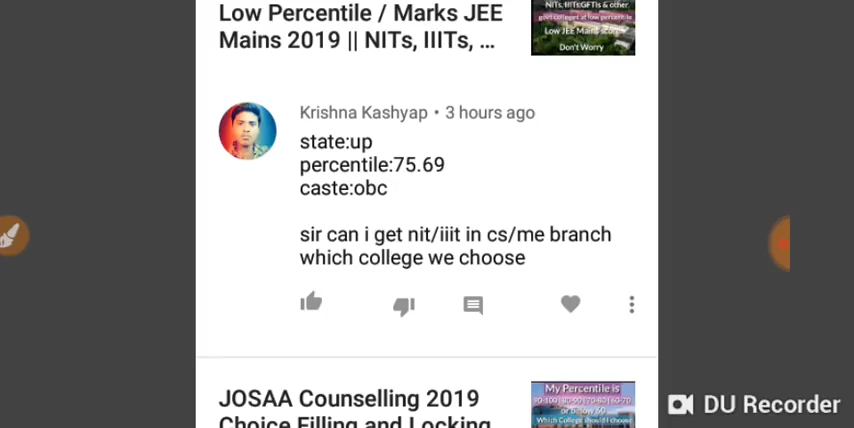 Low Percentile / Marks JEE
Mains 2019 || NITs, IIITs, ...
NITs, IIITs,GFTIs & other
govt colleges at low percentile
Low JEE Mains score
Don't Worry
Krishna Kashyap • 3 hours ago
state:up
percentile:75.69
caste:obc
sir can i get nit/iiit in cs/me branch
which college we choose
JOSAA Counselling 2019
Choice Filling and Locking
My Percentile is
90-100|80-90|70-80|60-70
or below 50
Which College should I choose
DU Recorder